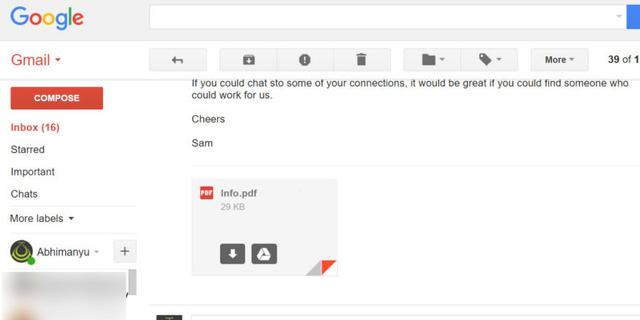 Google
Gmail
More
39 of 1
COMPOSE
If you could chat sto some of your connections, it would be great if you could find someone who
could work for us.
Inbox (16)
Cheers
Starred
Sam
Important
Chats
More labels
PDF Info.pdf
29 KB
Abhimanyu
+